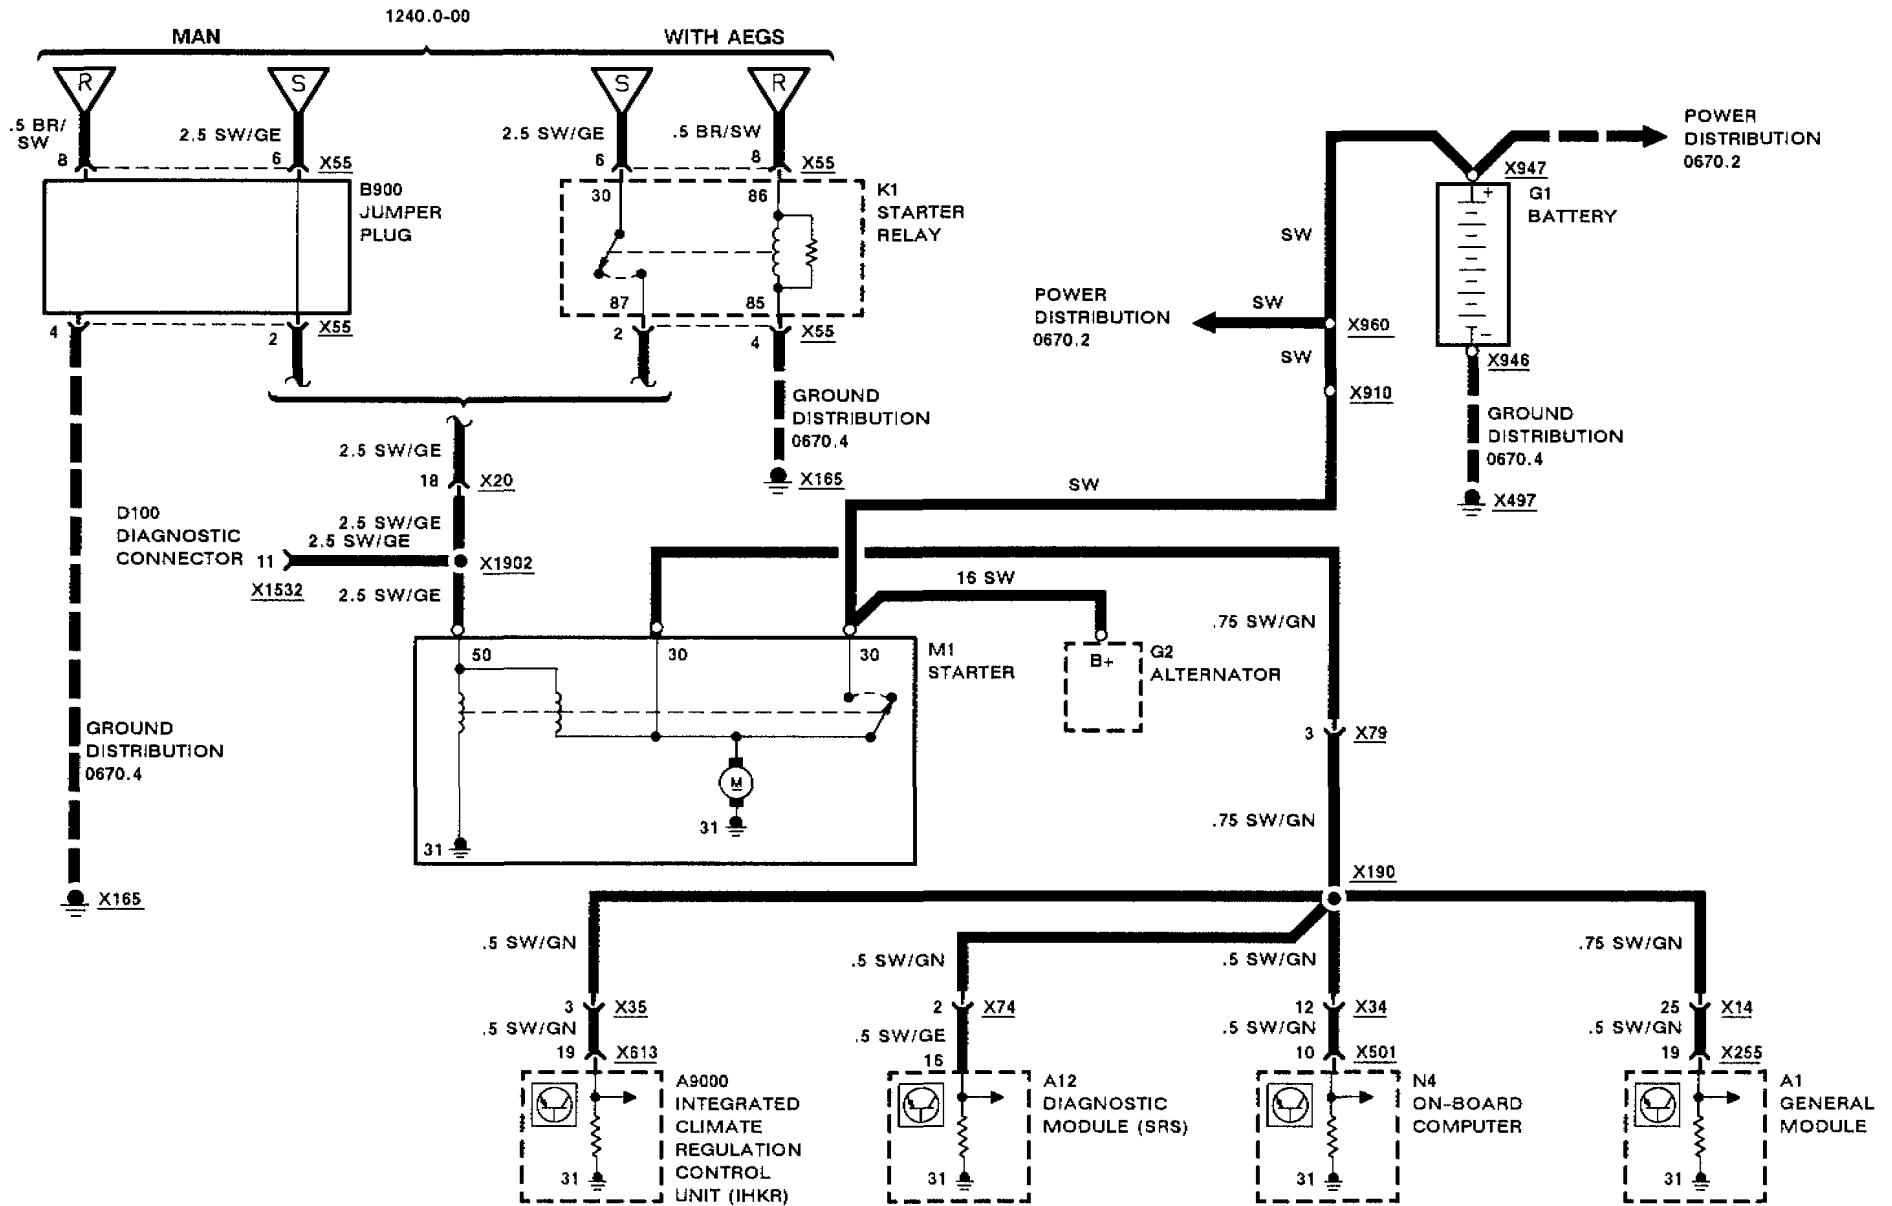 1240.0-00
MAN
WITH AEGS
R
S
S
R
.5 BR/
SW
2.5 SW/GE
2.5 SW/GE
.5 BR/SW
8
6
X55
6
8
X55
B900
JUMPER
PLUG
30
86
K1
STARTER
RELAY
87
85
4
2
X55
2
4
X55
POWER
DISTRIBUTION
0670.2
X947
+
G1
BATTERY
-
SW
POWER
DISTRIBUTION
0670.2
SW
X960
SW
X946
X910
GROUND
DISTRIBUTION
0670.4
X165
GROUND
DISTRIBUTION
0670.4
X497
2.5 SW/GE
18
X20
SW
D100
DIAGNOSTIC
CONNECTOR
11
X1532
2.5 SW/GE
2.5 SW/GE
X1902
2.5 SW/GE
16 SW
.75 SW/GN
50
30
30
M1
STARTER
B+
G2
ALTERNATOR
GROUND
DISTRIBUTION
0670.4
3
X79
M
31
31
.75 SW/GN
X165
X190
.5 SW/GN
.5 SW/GN
.5 SW/GN
.75 SW/GN
3
X35
2
X74
12
X34
25
X14
.5 SW/GN
.5 SW/GE
.5 SW/GN
.5 SW/GN
19
X613
16
10
X501
19
X255
A9000
INTEGRATED
CLIMATE
REGULATION
CONTROL
UNIT (IHKR)
31
A12
DIAGNOSTIC
MODULE (SRS)
31
N4
ON-BOARD
COMPUTER
31
A1
GENERAL
MODULE
31